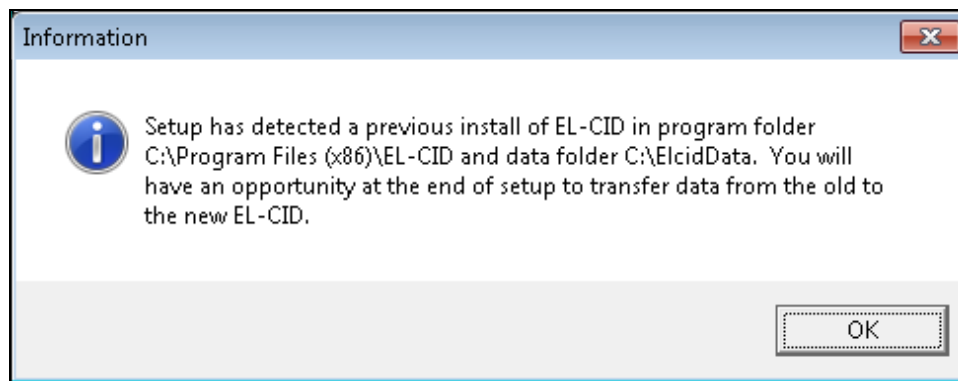 Information
Setup has detected a previous install of EL-CID in program folder
C:\Program Files (x86)\EL-CID and data folder C:\ElcidData.  You will
have an opportunity at the end of setup to transfer data from the old to
the new EL-CID.
OK